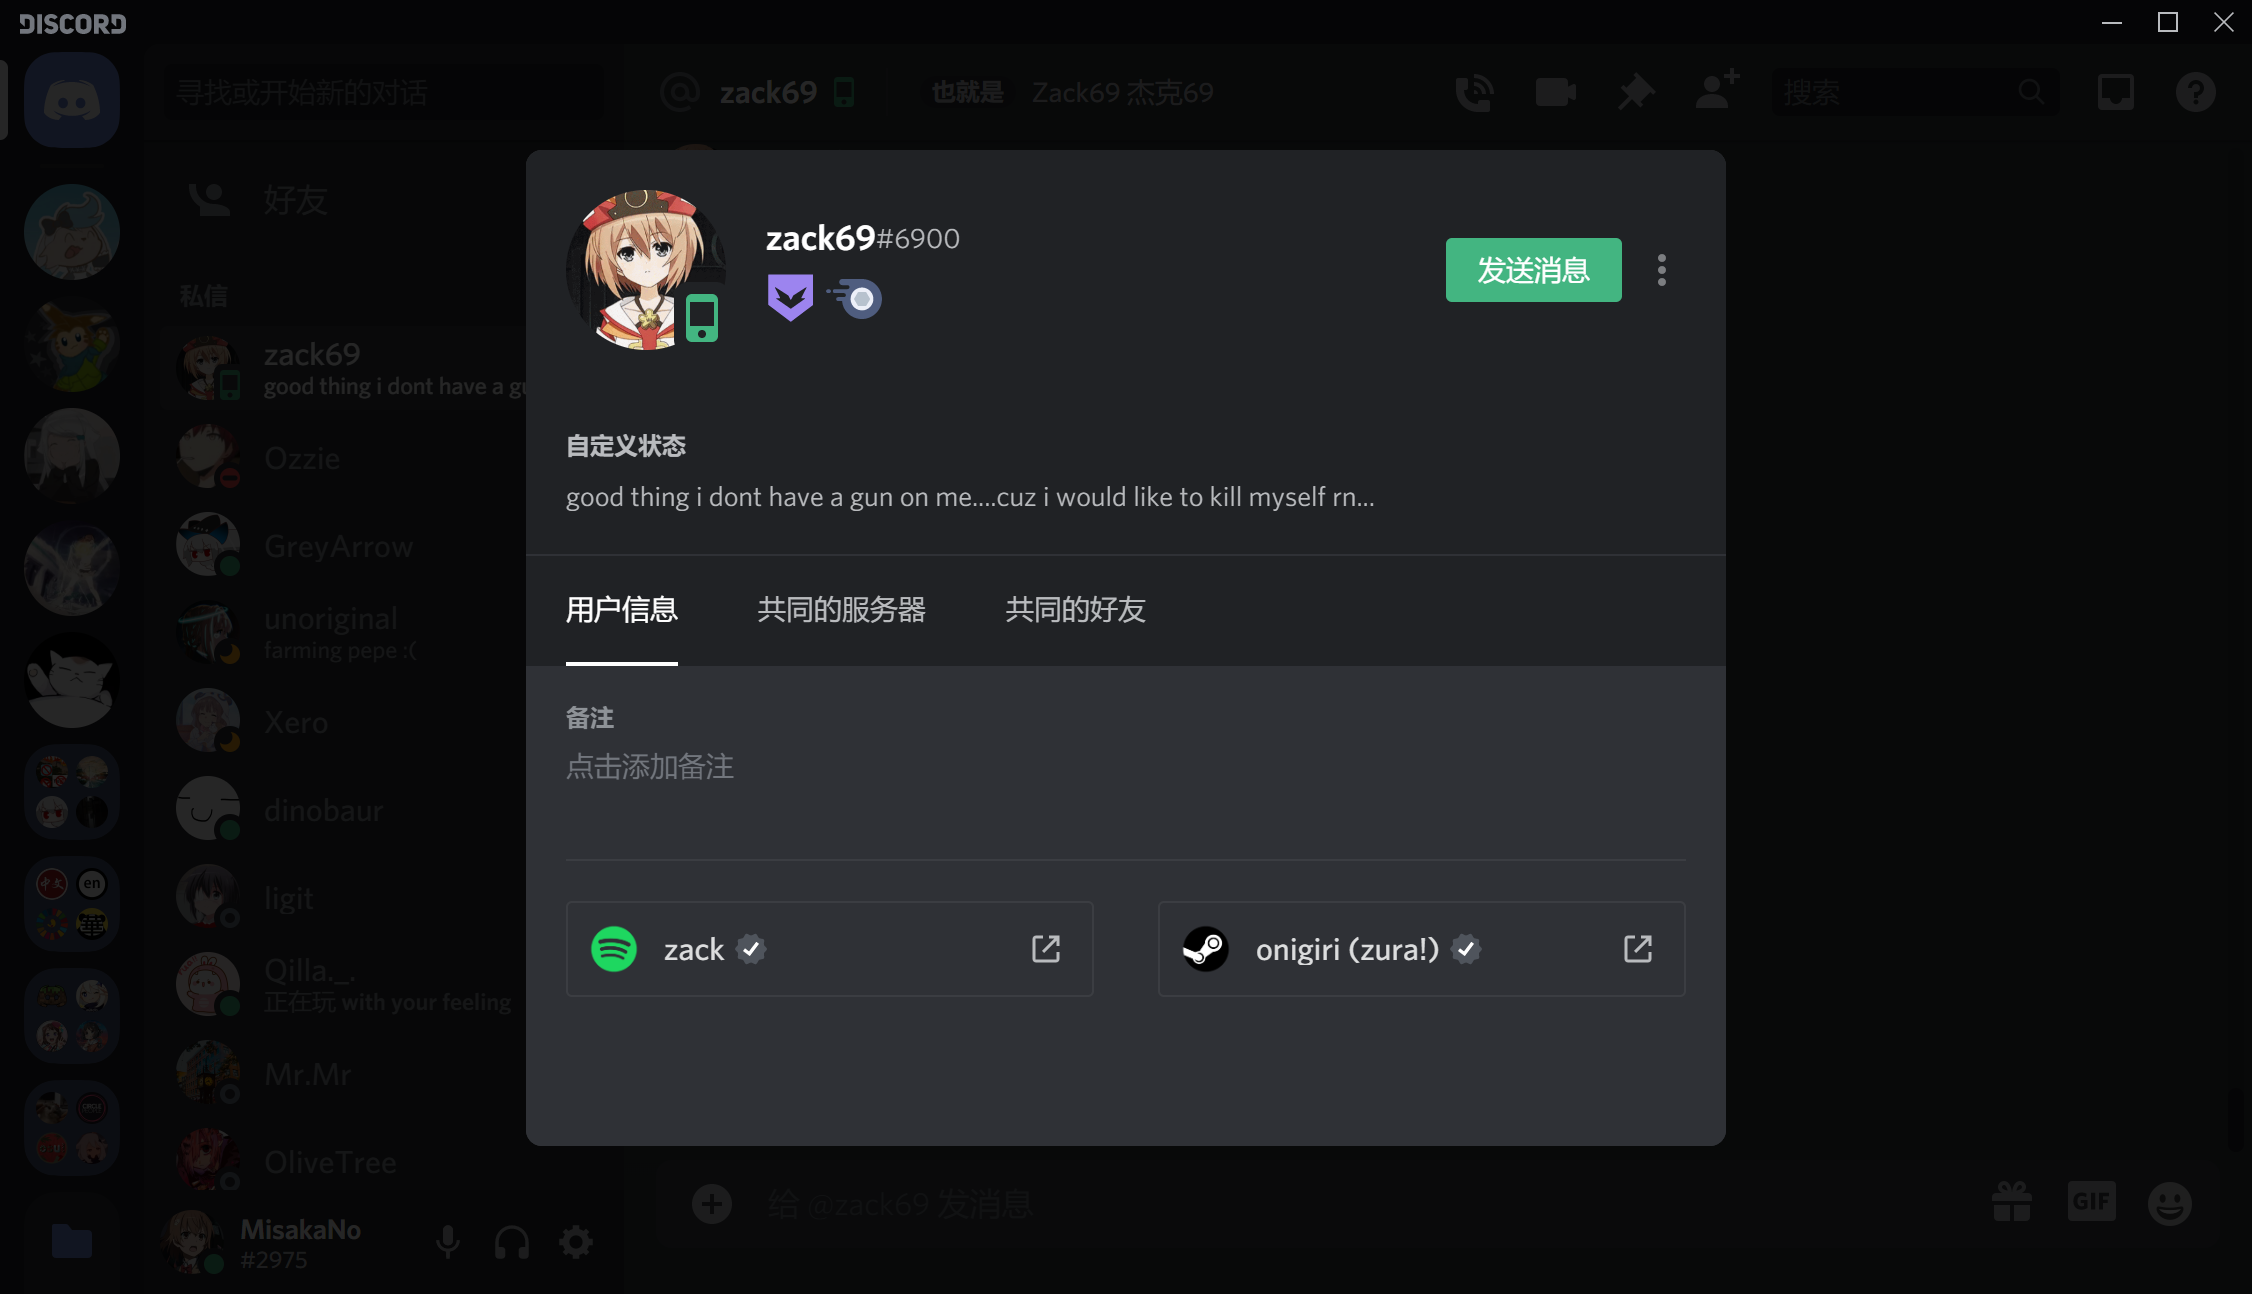 DISCORD
寻找或开始新的对话
zack69
也就是
Zack69 杰克69
搜索
好友
私信
zack69
good thing i dont have a gu
Ozzie
GreyArrow
unoriginal
farming pepe :(
Xero
dinobaur
ligit
Qilla._.
正在玩 with your feeling
Mr.Mr
OliveTree
MisakaNo
#2975
中文
en
zack69#6900
发送消息
自定义状态
good thing i dont have a gun on me....cuz i would like to kill myself rn...
用户信息
共同的服务器
共同的好友
备注
点击添加备注
zack
onigiri (zura!)
给 @zack69 发消息
GIF